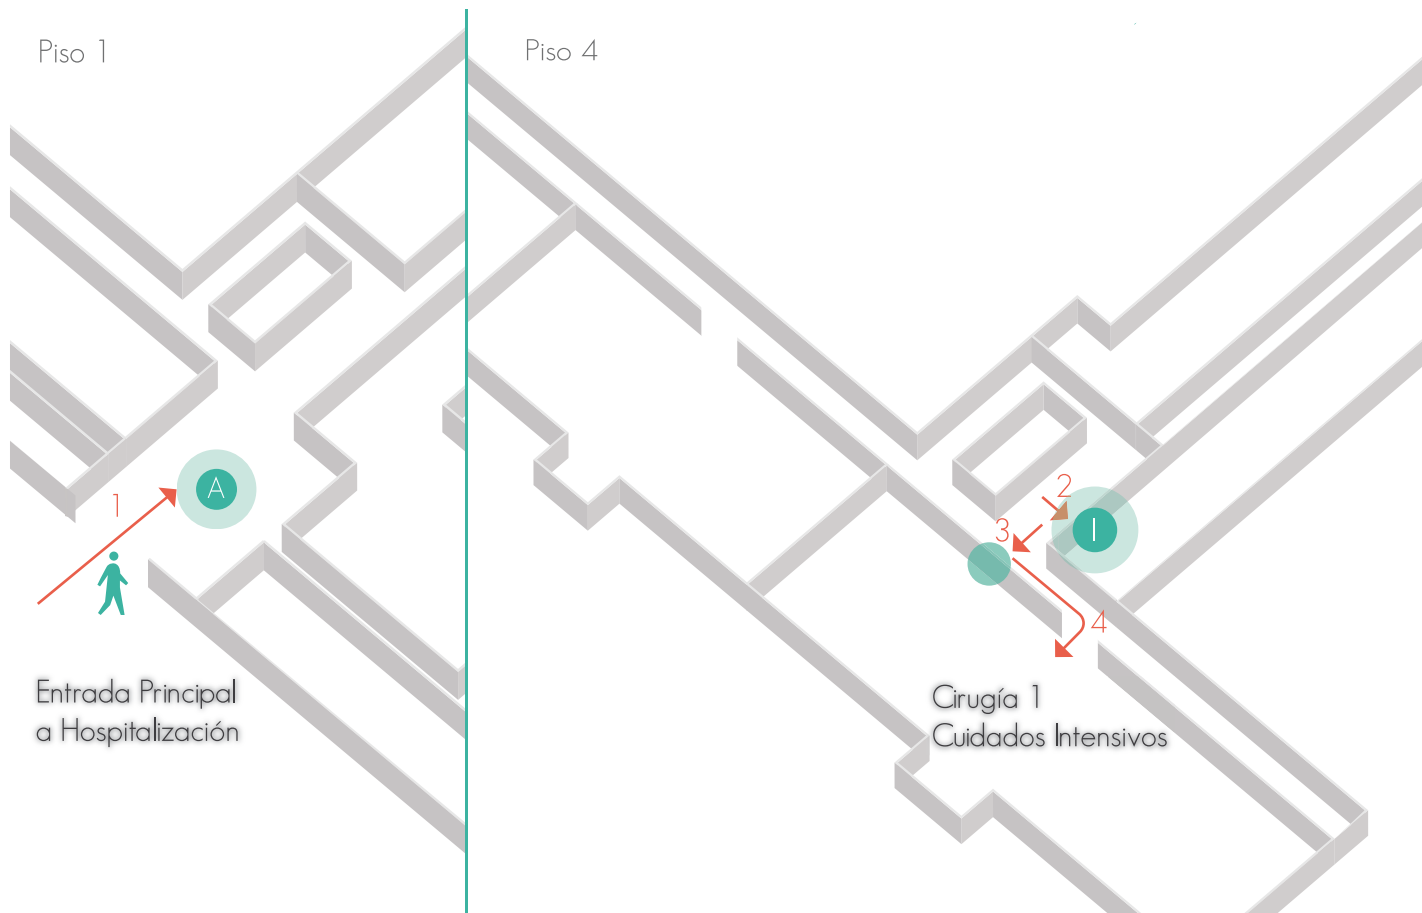 Piso 1
Piso 4
A
1
Entrada Principal
a Hospitalización
2
3
I
4
Cirugía 1
Cuidados Intensivos